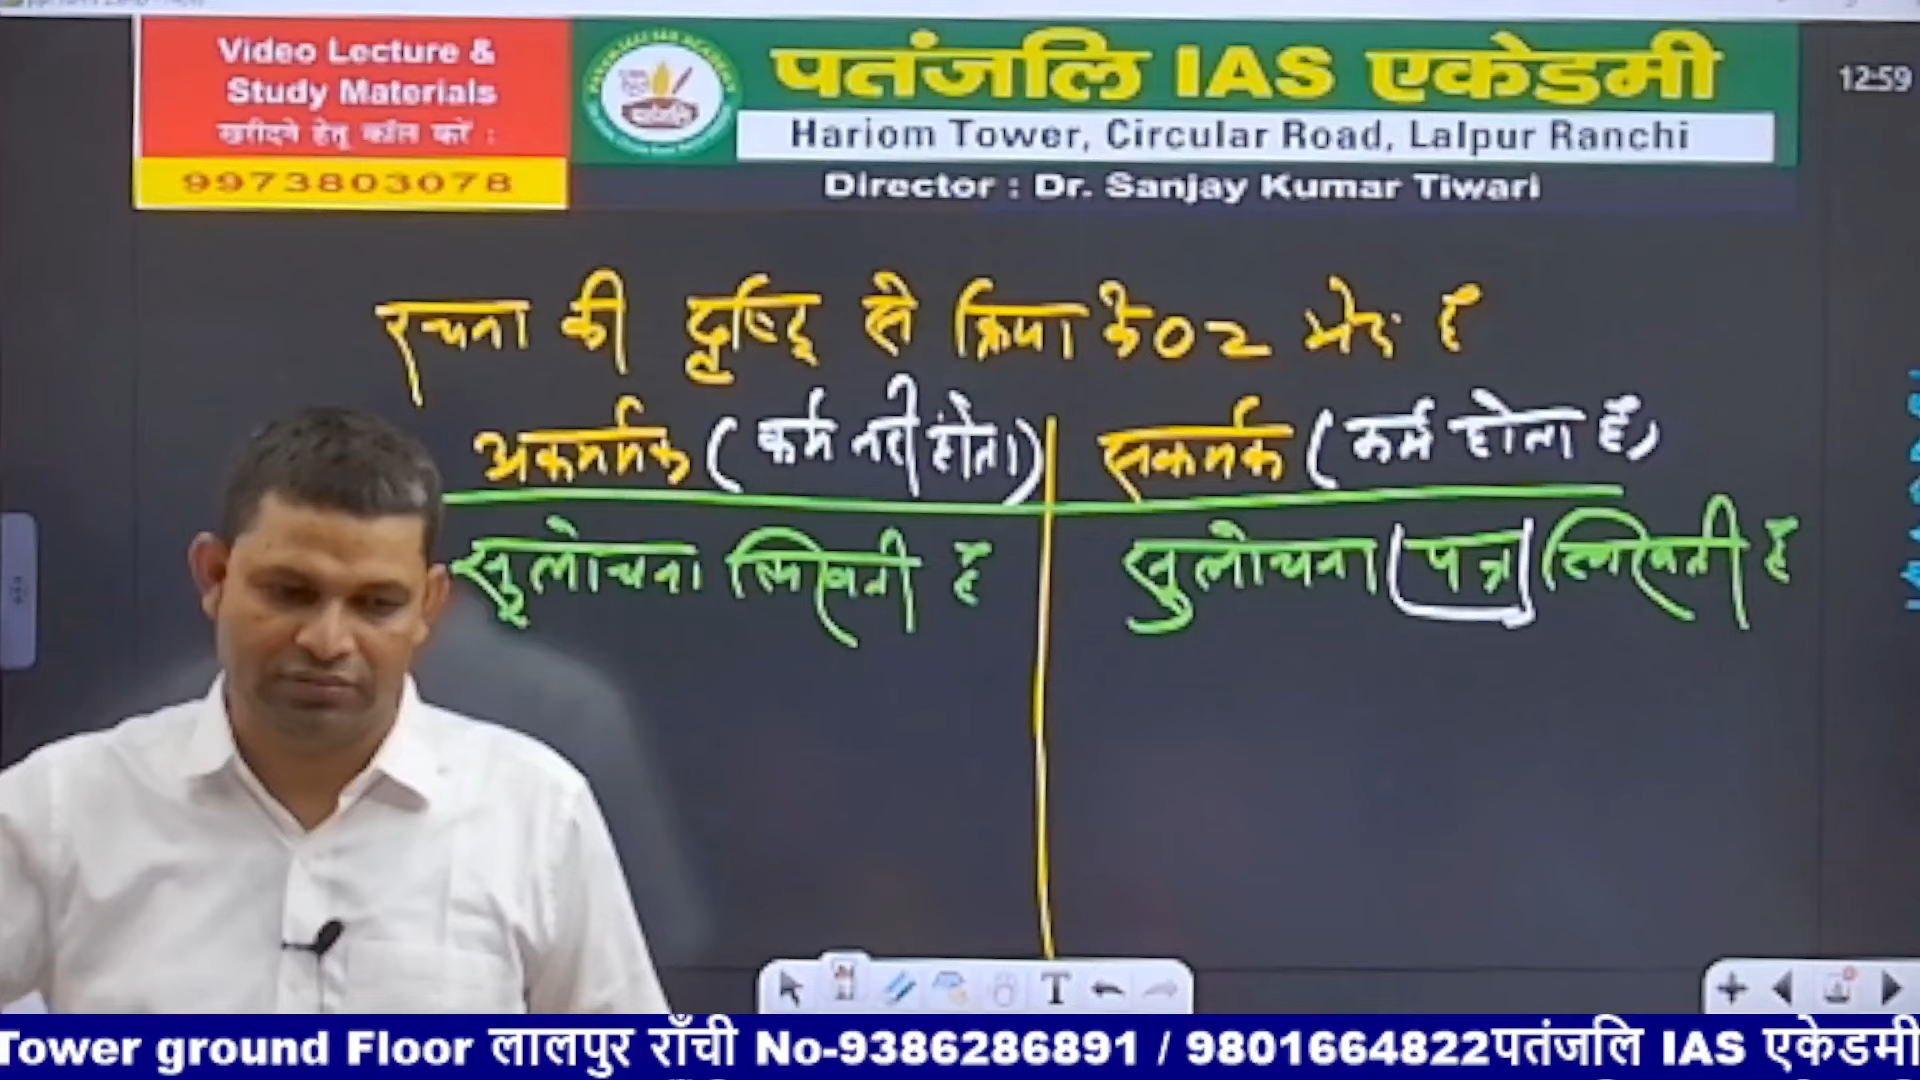 Video Lecture &
Study Materials
खरीदने हेतु कॉल करें :
9973803078
पतंजलि IAS एकेडमी
Hariom Tower, Circular Road, Lalpur Ranchi
Director : Dr. Sanjay Kumar Tiwari
12:59
रचना की दृष्टि से क्रिया के 02 भेद हैं
अकर्मक (कर्म नहीं होता)
सकर्मक (कर्म होता है)
सुलोचना लिखती है
सुलोचना पत्र लिखती है
Tower ground Floor लालपुर राँची No-9386286891 / 9801664822पतंजलि IAS एकेडमी